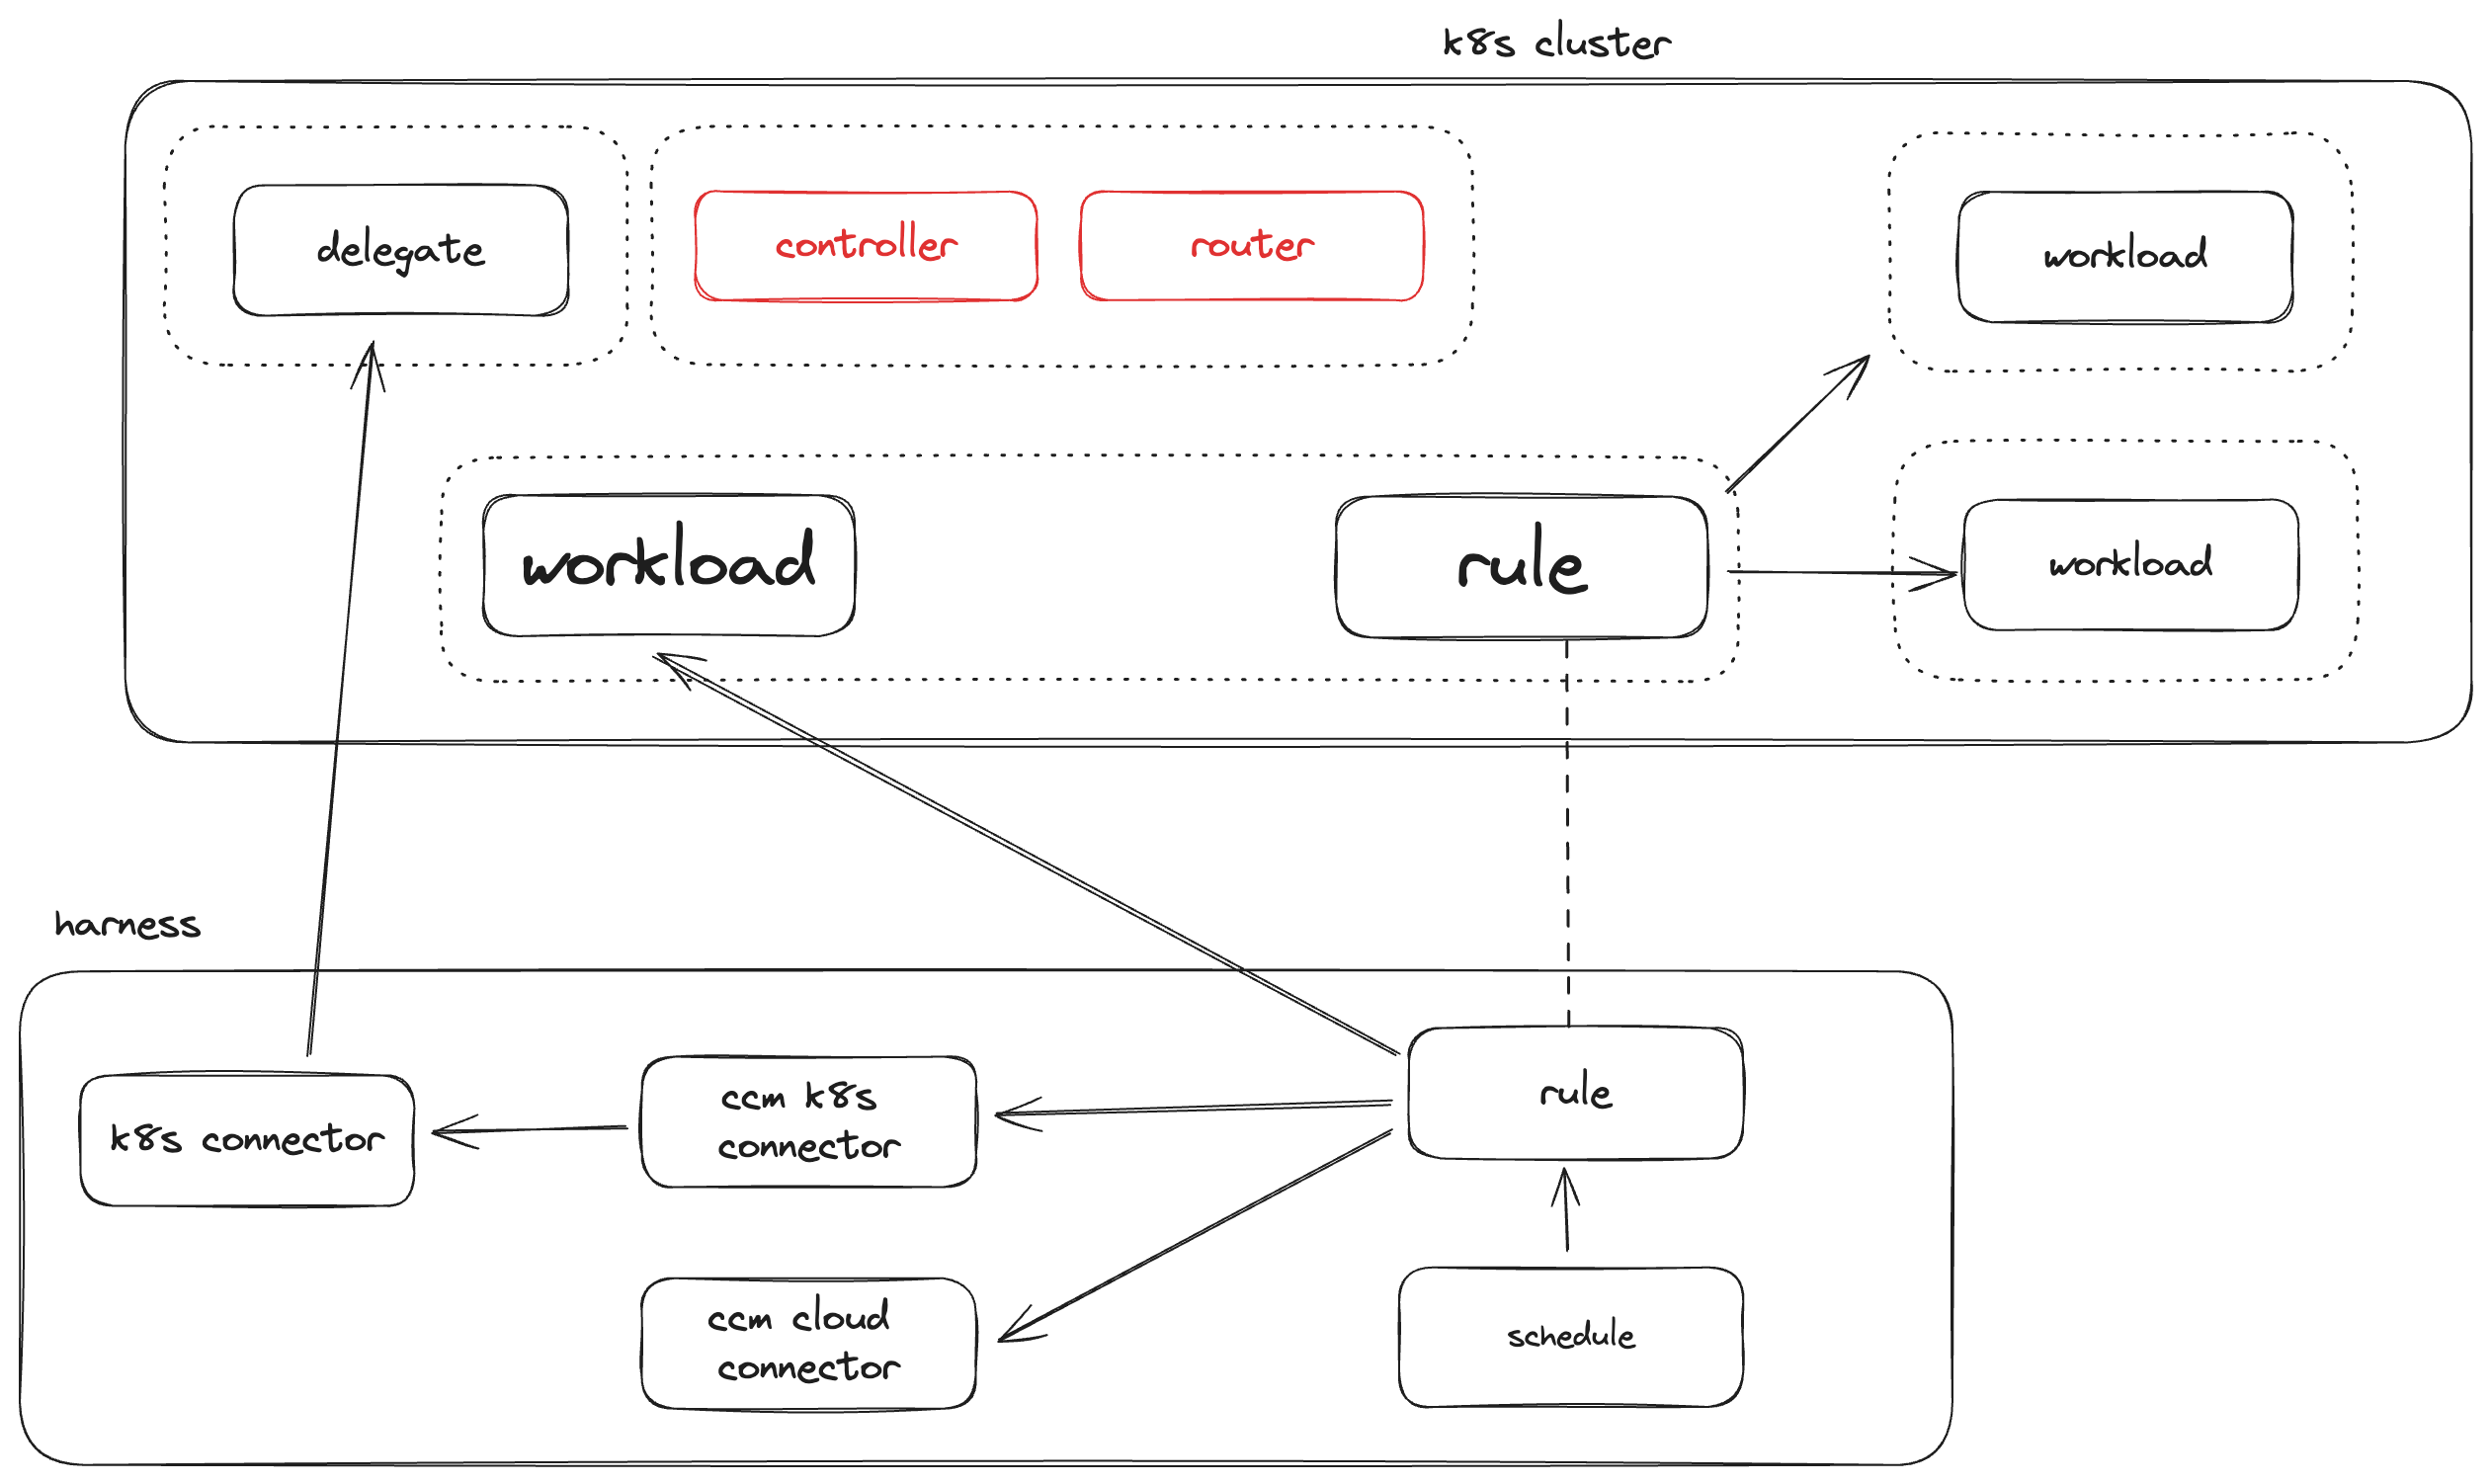 k8s cluster
delegate
controller
router
workload
workload
rule
workload
harness
k8s connector
ccm k8s
connector
rule
ccm cloud
connector
schedule